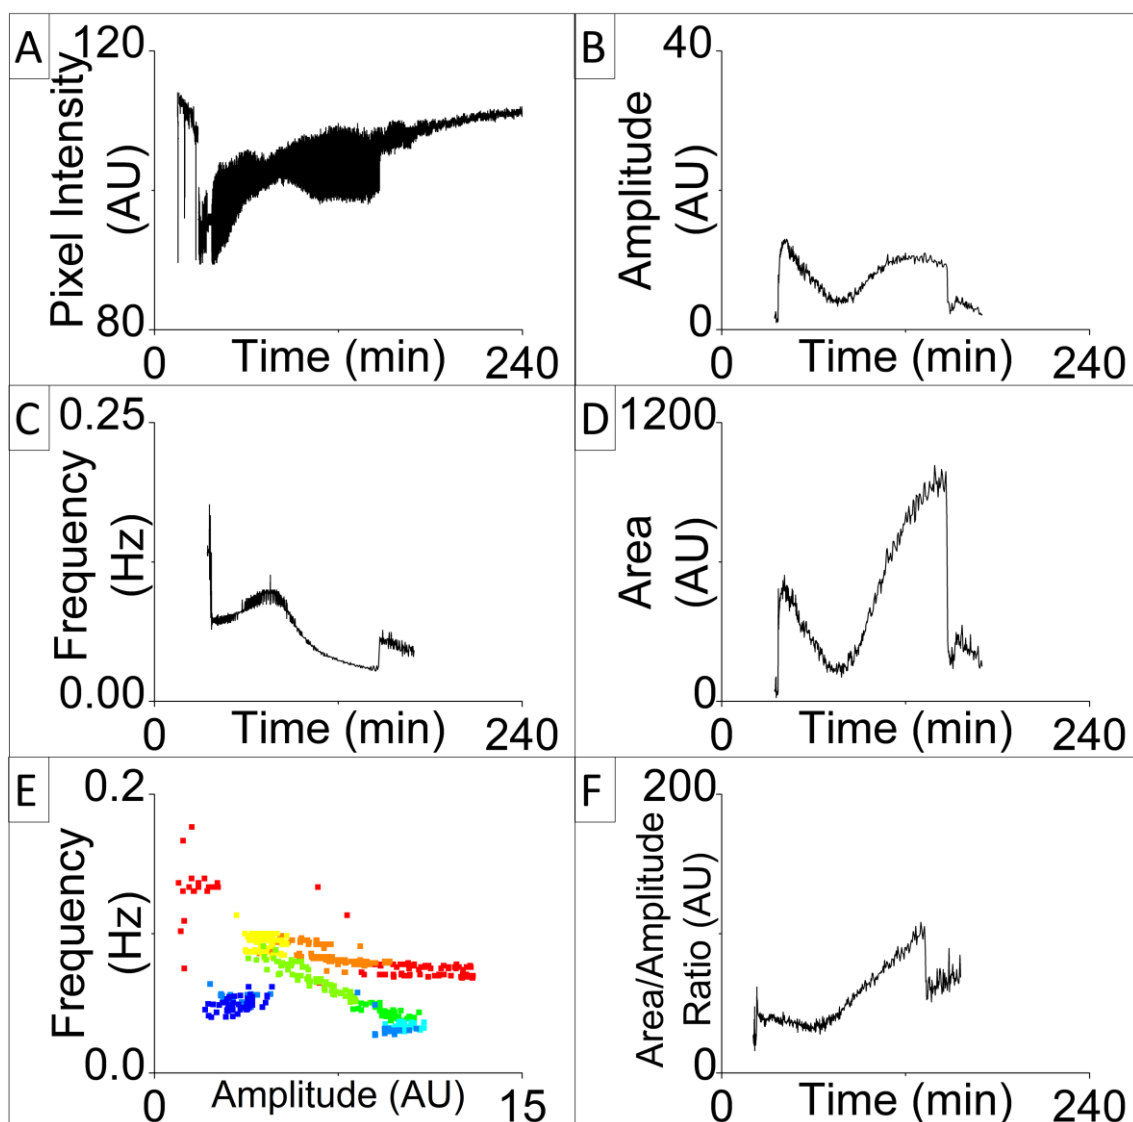 A
120
Pixel Intensity
(AU)
80
0
Time (min)
240
B
40
Amplitude
(AU)
0
0
Time (min)
240
C
0.25
Frequency
(Hz)
0.00
0
Time (min)
240
D
1200
Area
(AU)
0
0
Time (min)
240
E
0.2
Frequency
(Hz)
0.0
0
Amplitude (AU)
15
F
200
Area/Amplitude
Ratio (AU)
0
0
Time (min)
240